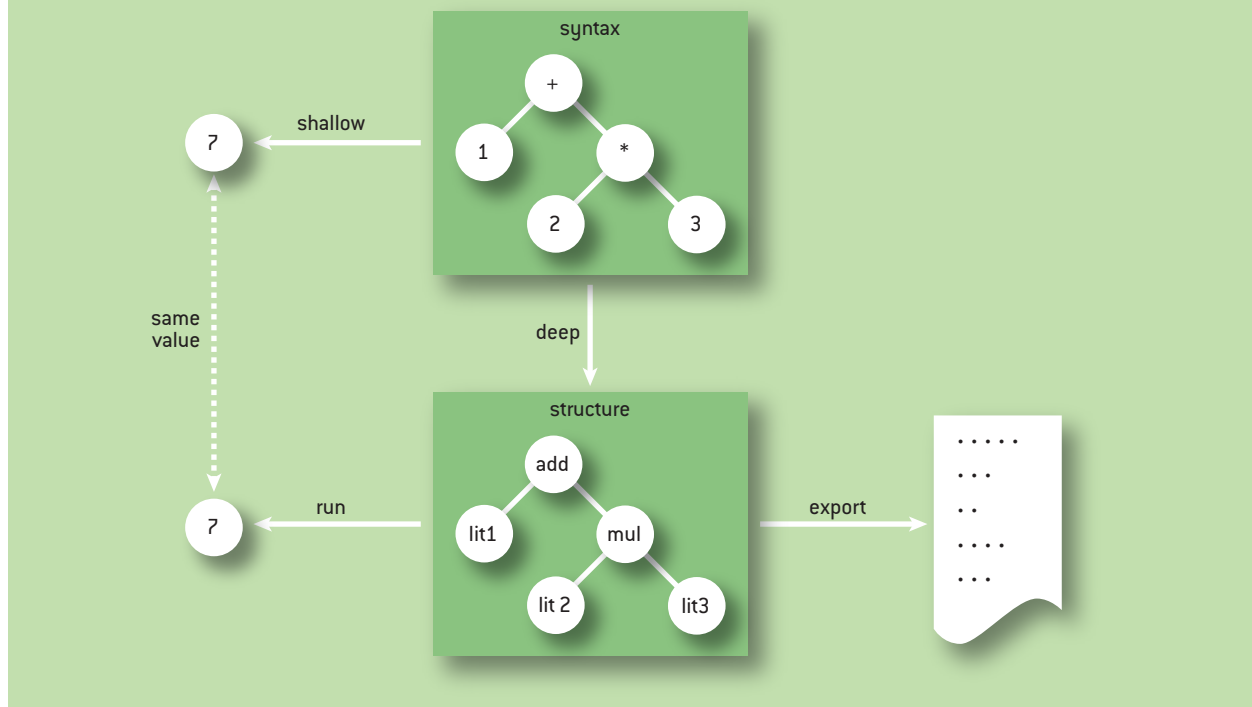 syntax
+
shallow
7
1
*
2
3
same
value
deep
structure
add
run
7
lit1
mul
export
lit 2
lit3
.....
...
..
....
...